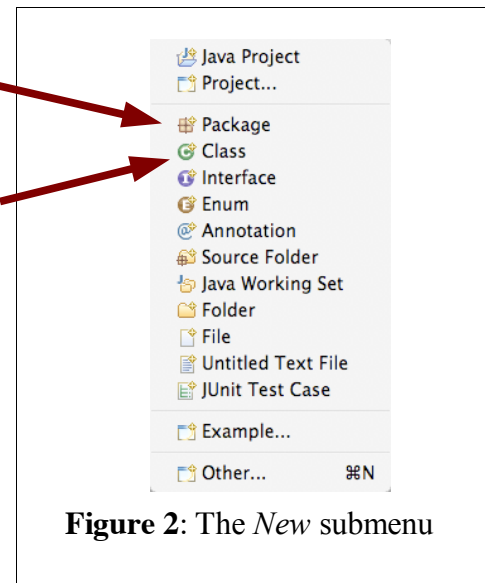 Java Project
Project...
Package
Class
Interface
Enum
Annotation
Source Folder
Java Working Set
Folder
File
Untitled Text File
JUnit Test Case
Example...
Other... ⌘N
Figure 2: The New submenu